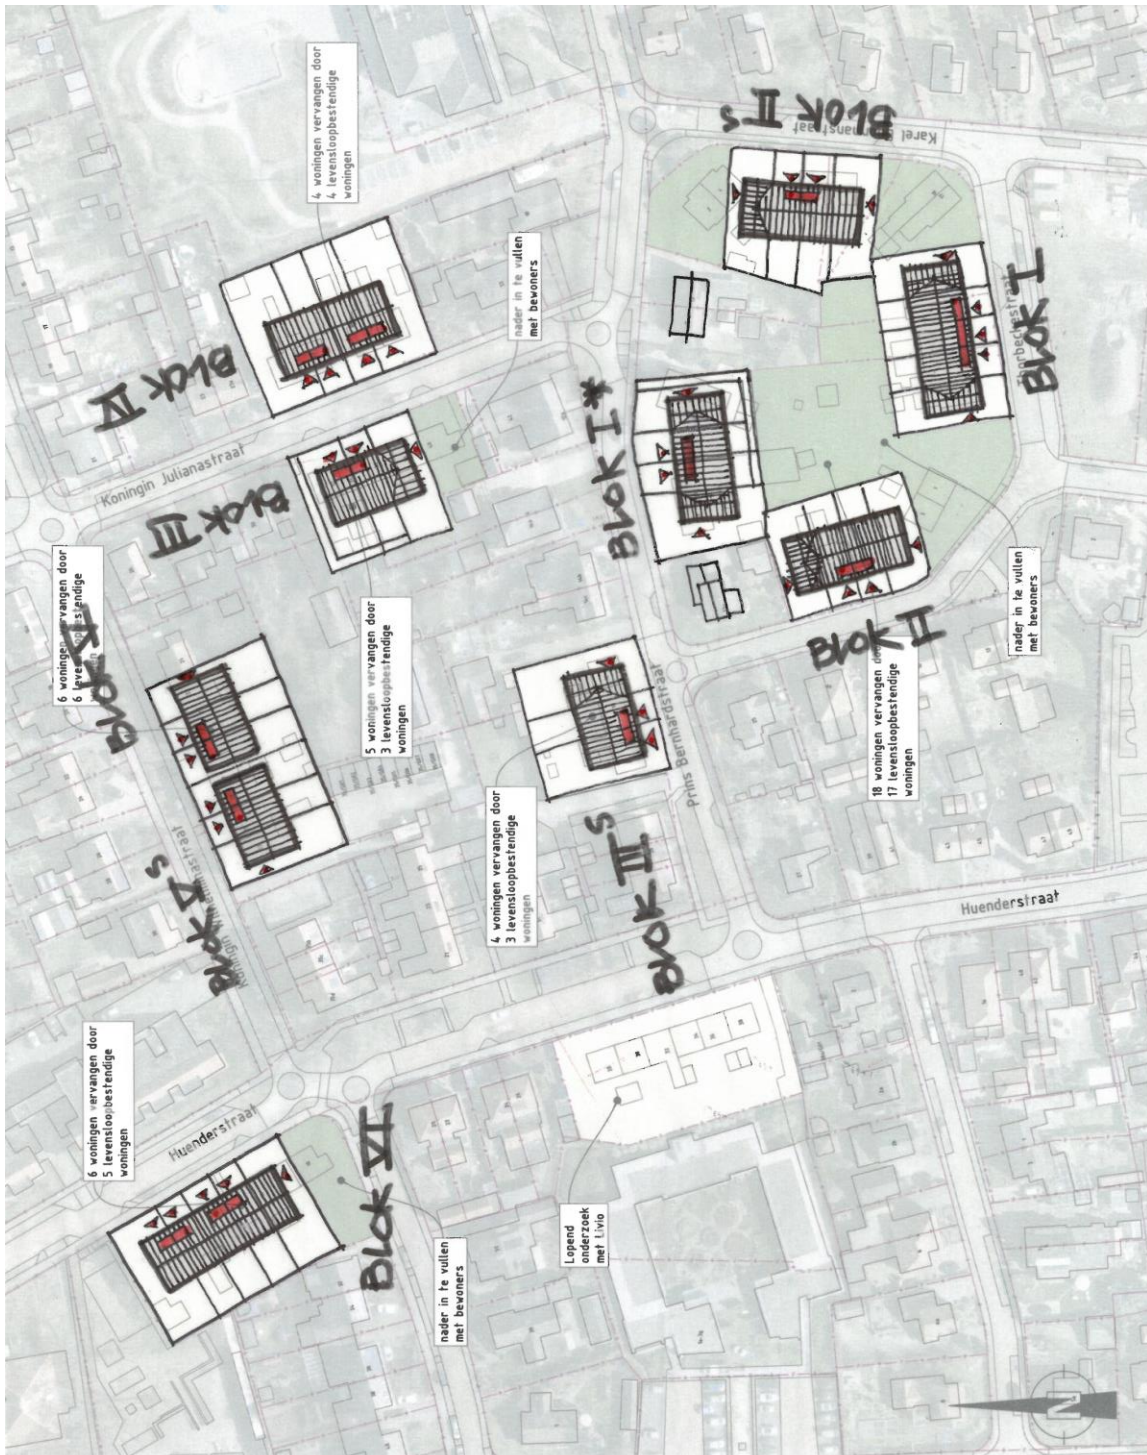 4 woningen vervangen door
4 levensloopbestendige
woningen
BLOK II S
Karel
nader in te vullen
met bewoners
BLOK IV
Koningin Julianastraat
BLOK III
BLOK I*
Thorbeckestraat
BLOK I
6 woningen vervangen door
6 levensloopbestendige
BLOK V
5 woningen vervangen door
3 levensloopbestendige
woningen
nader in te vullen
met bewoners
BLOK II
Prins Bernhardstraat
18 woningen vervangen door
17 levensloopbestendige
woningen
4 woningen vervangen door
3 levensloopbestendige
woningen
BLOK V S
BLOK III S
Huenderstraat
6 woningen vervangen door
5 levensloopbestendige
woningen
Huenderstraat
BLOK VI
nader in te vullen
met bewoners
Lopend
onderzoek
met Livio
N